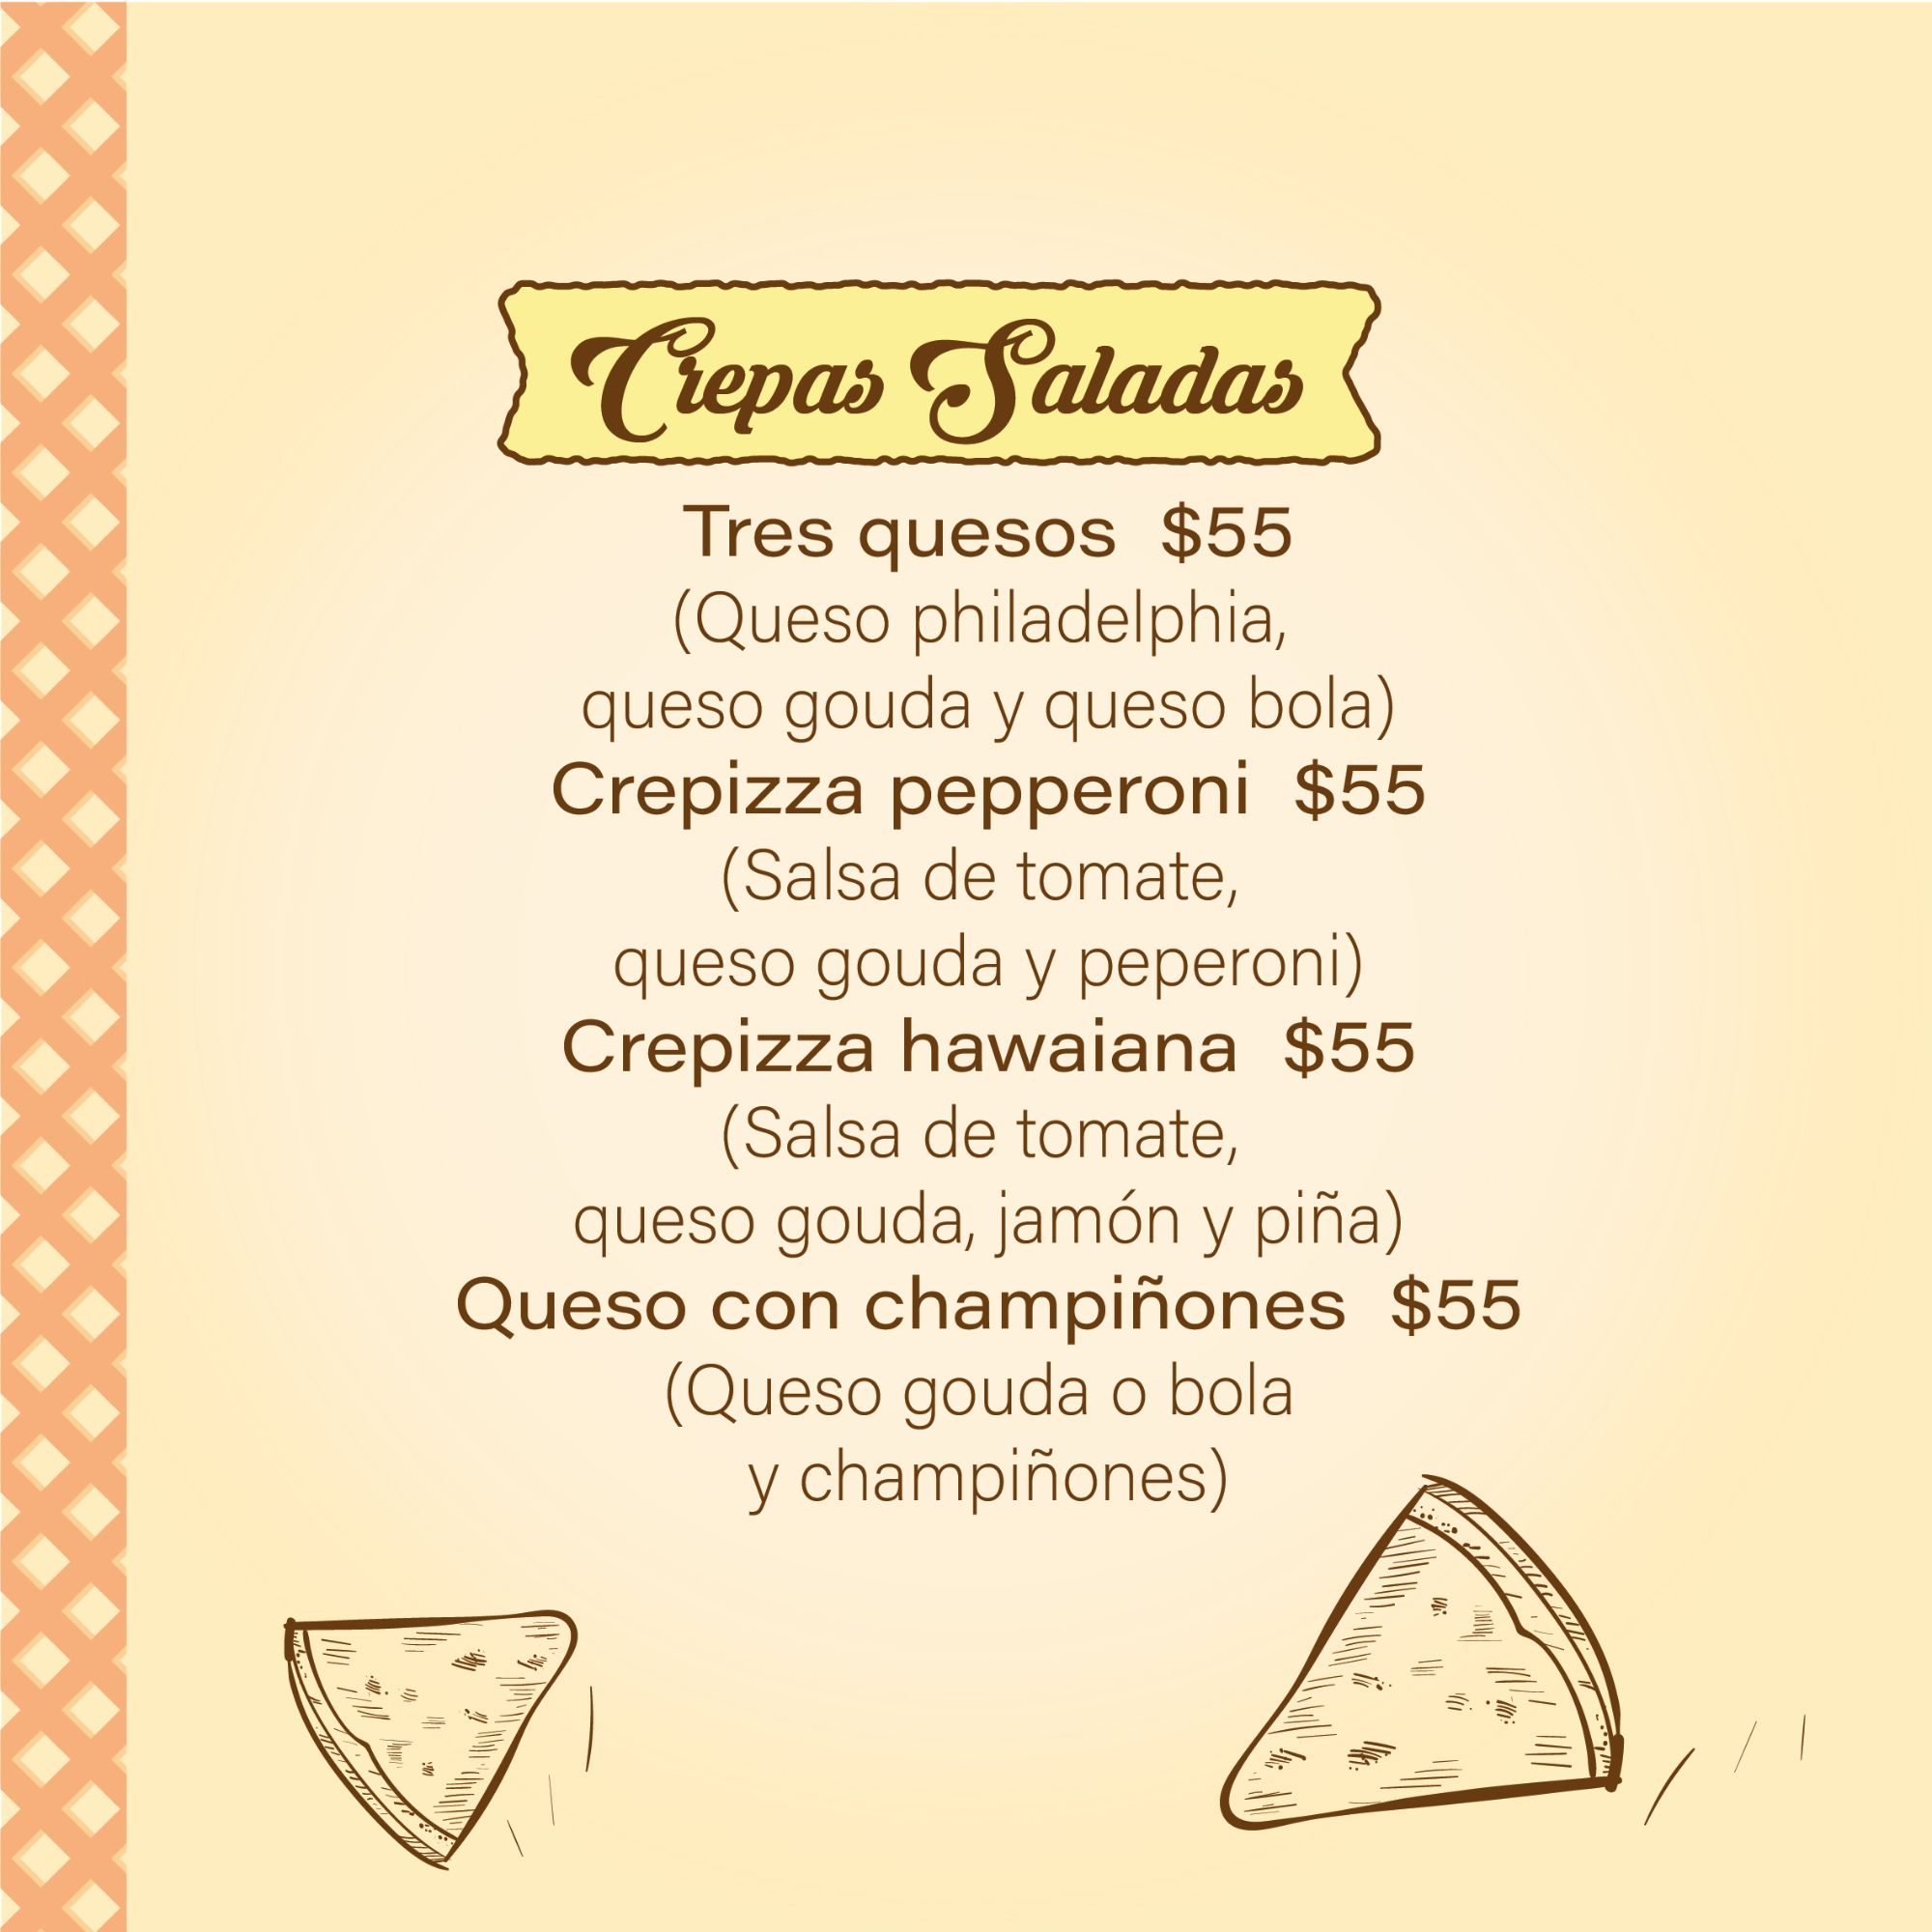 Crepas Saladas
Tres quesos $55
(Queso philadelphia,
queso gouda y queso bola)
Crepizza pepperoni $55
(Salsa de tomate,
queso gouda y peperoni)
Crepizza hawaiana $55
(Salsa de tomate,
queso gouda, jamón y piña)
Queso con champiñones $55
(Queso gouda o bola
y champiñones)